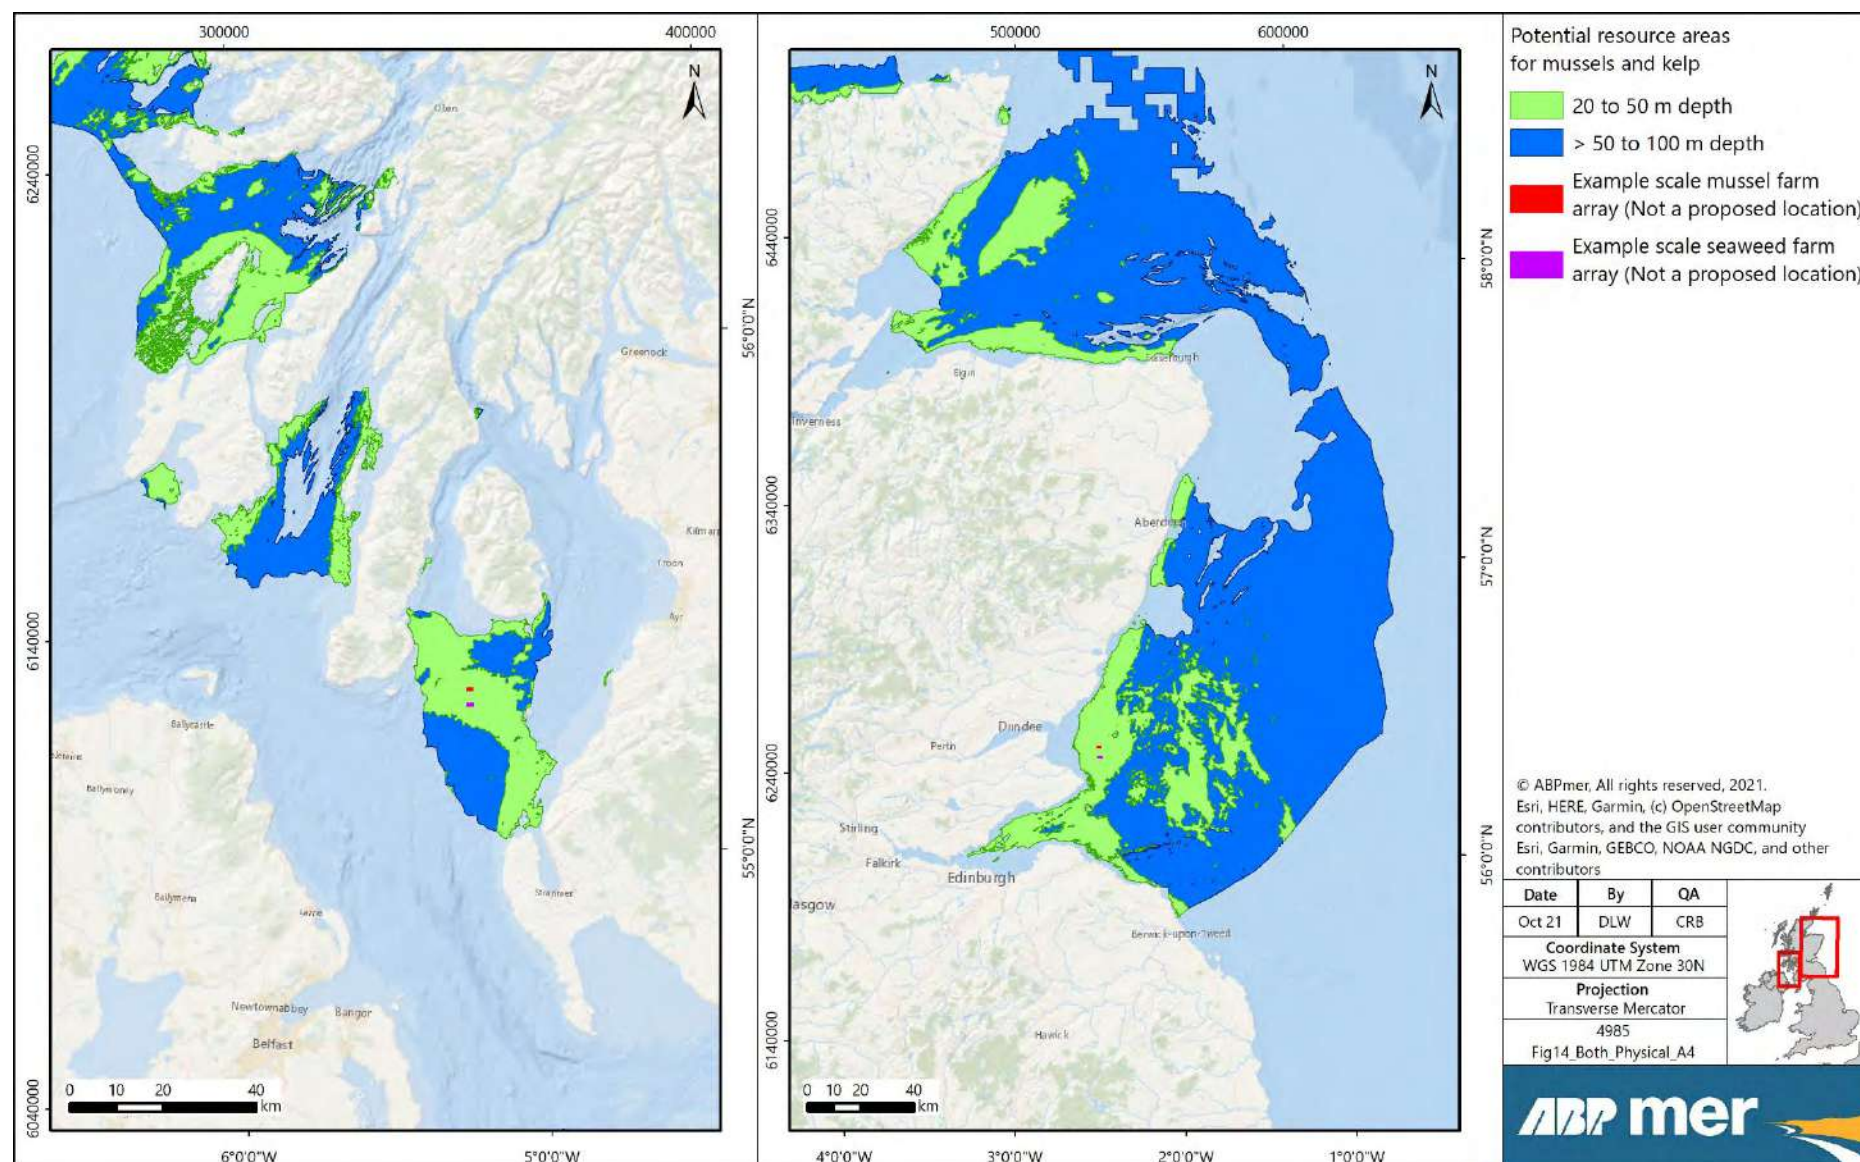 300000
400000
N
6240000
6140000
6040000
56°0'0"N
55°0'0"N
6°0'0"W
5°0'0"W
Oban
Greenock
Troon
Ayr
Ballycastle
Ballymoney
Ballymena
Larne
Stranraer
Newtownabbey
Bangor
Belfast
0 10 20 40
km
500000
600000
N
6440000
6340000
6240000
6140000
58°0'0"N
57°0'0"N
56°0'0"N
4°0'0"W
3°0'0"W
2°0'0"W
1°0'0"W
Elgin
Inverness
Dundee
Perth
Stirling
Falkirk
Edinburgh
asgow
Berwick-upon-Tweed
Hawick
0 10 20 40
km
Potential resource areas
for mussels and kelp
20 to 50 m depth
> 50 to 100 m depth
Example scale mussel farm
array (Not a proposed location)
Example scale seaweed farm
array (Not a proposed location)
© ABPmer, All rights reserved, 2021.
Esri, HERE, Garmin, (c) OpenStreetMap
contributors, and the GIS user community
Esri, Garmin, GEBCO, NOAA NGDC, and other
contributors
Date By QA
Oct 21 DLW CRB
Coordinate System
WGS 1984 UTM Zone 30N
Projection
Transverse Mercator
4985
Fig14_Both_Physical_A4
ABPmer